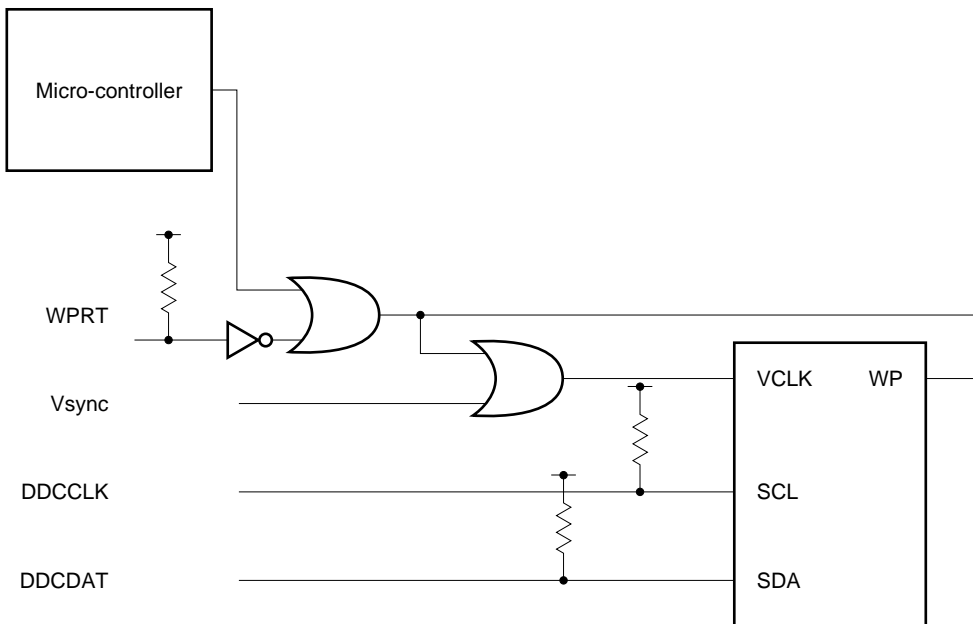 Micro-controller
WPRT
VCLK WP
Vsync
DDCCLK
SCL
DDCDAT
SDA